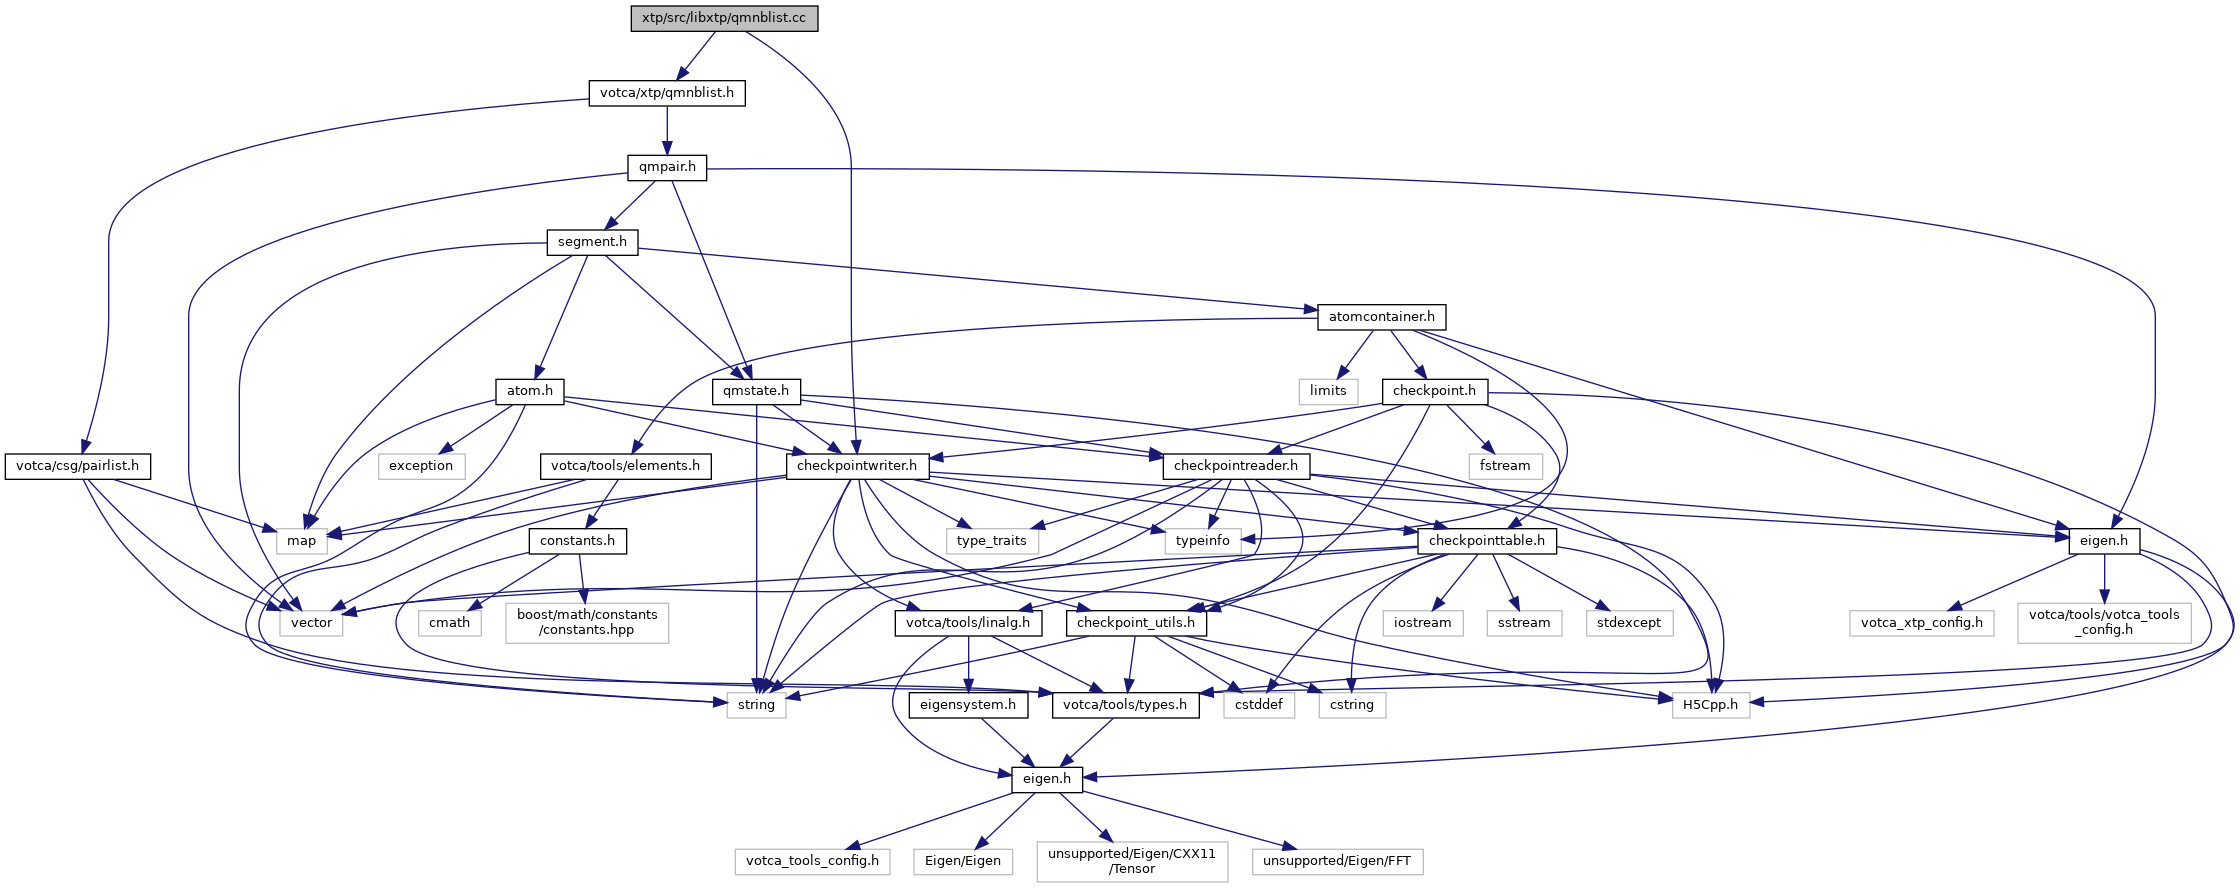 xtp/src/libxtp/qmnblist.cc
votca/xtp/qmnblist.h
qmpair.h
segment.h
atomcontainer.h
atom.h
qmstate.h
limits
checkpoint.h
votca/csg/pairlist.h
exception
votca/tools/elements.h
checkpointwriter.h
checkpointreader.h
fstream
map
constants.h
type_traits
typeinfo
checkpointtable.h
eigen.h
vector
cmath
boost/math/constants
/constants.hpp
votca/tools/linalg.h
checkpoint_utils.h
iostream
sstream
stdexcept
votca_xtp_config.h
votca/tools/votca_tools
_config.h
string
eigensystem.h
votca/tools/types.h
cstddef
cstring
H5Cpp.h
eigen.h
votca_tools_config.h
Eigen/Eigen
unsupported/Eigen/CXX11
/Tensor
unsupported/Eigen/FFT